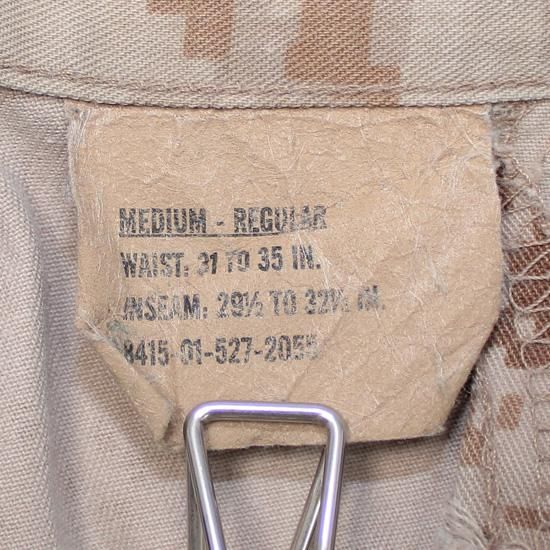 MEDIUM - REGULAR
WAIST: 31 TO 35 IN.
INSEAM: 29½ TO 32½ IN.
8415-01-527-2055